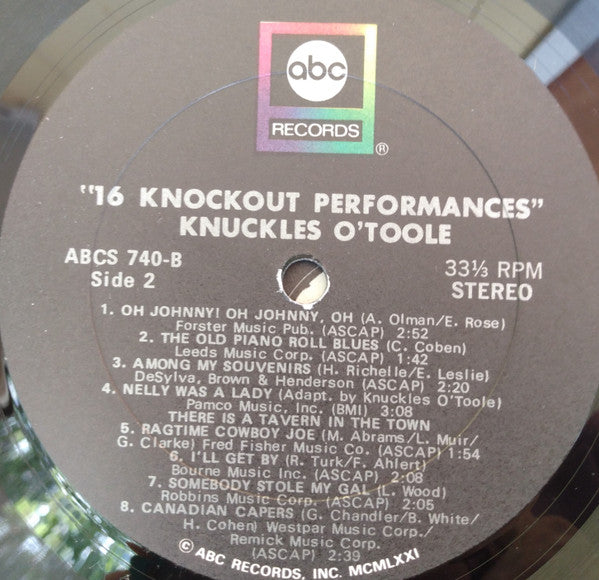 abc
RECORDS
®
"16 KNOCKOUT PERFORMANCES"
KNUCKLES O'TOOLE
ABCS 740-B
Side 2
33⅓ RPM
STEREO
1. OH JOHNNY! OH JOHNNY, OH (A. Olman/E. Rose)
Forster Music Pub. (ASCAP) 2:52
2. THE OLD PIANO ROLL BLUES (C. Coben)
Leeds Music Corp. (ASCAP) 1:42
3. AMONG MY SOUVENIRS (H. Richelle/E. Leslie)
DeSylva, Brown & Henderson (ASCAP) 2:20
4. NELLY WAS A LADY (Adapt. by Knuckles O'Toole)
Pamco Music, Inc. (BMI) 3:08
THERE IS A TAVERN IN THE TOWN
5. RAGTIME COWBOY JOE (M. Abrams/L. Muir/
G. Clarke) Fred Fisher Music Co. (ASCAP) 1:54
6. I'LL GET BY (R. Turk/F. Ahlert)
Bourne Music Inc. (ASCAP) 2:08
7. SOMEBODY STOLE MY GAL (L. Wood)
Robbins Music Corp (ASCAP) 2:05
8. CANADIAN CAPERS (G. Chandler/B. White/
H. Cohen) Westpar Music Corp./
Remick Music Corp.
(ASCAP) 2:39
© ABC RECORDS, INC. MCMLXXI